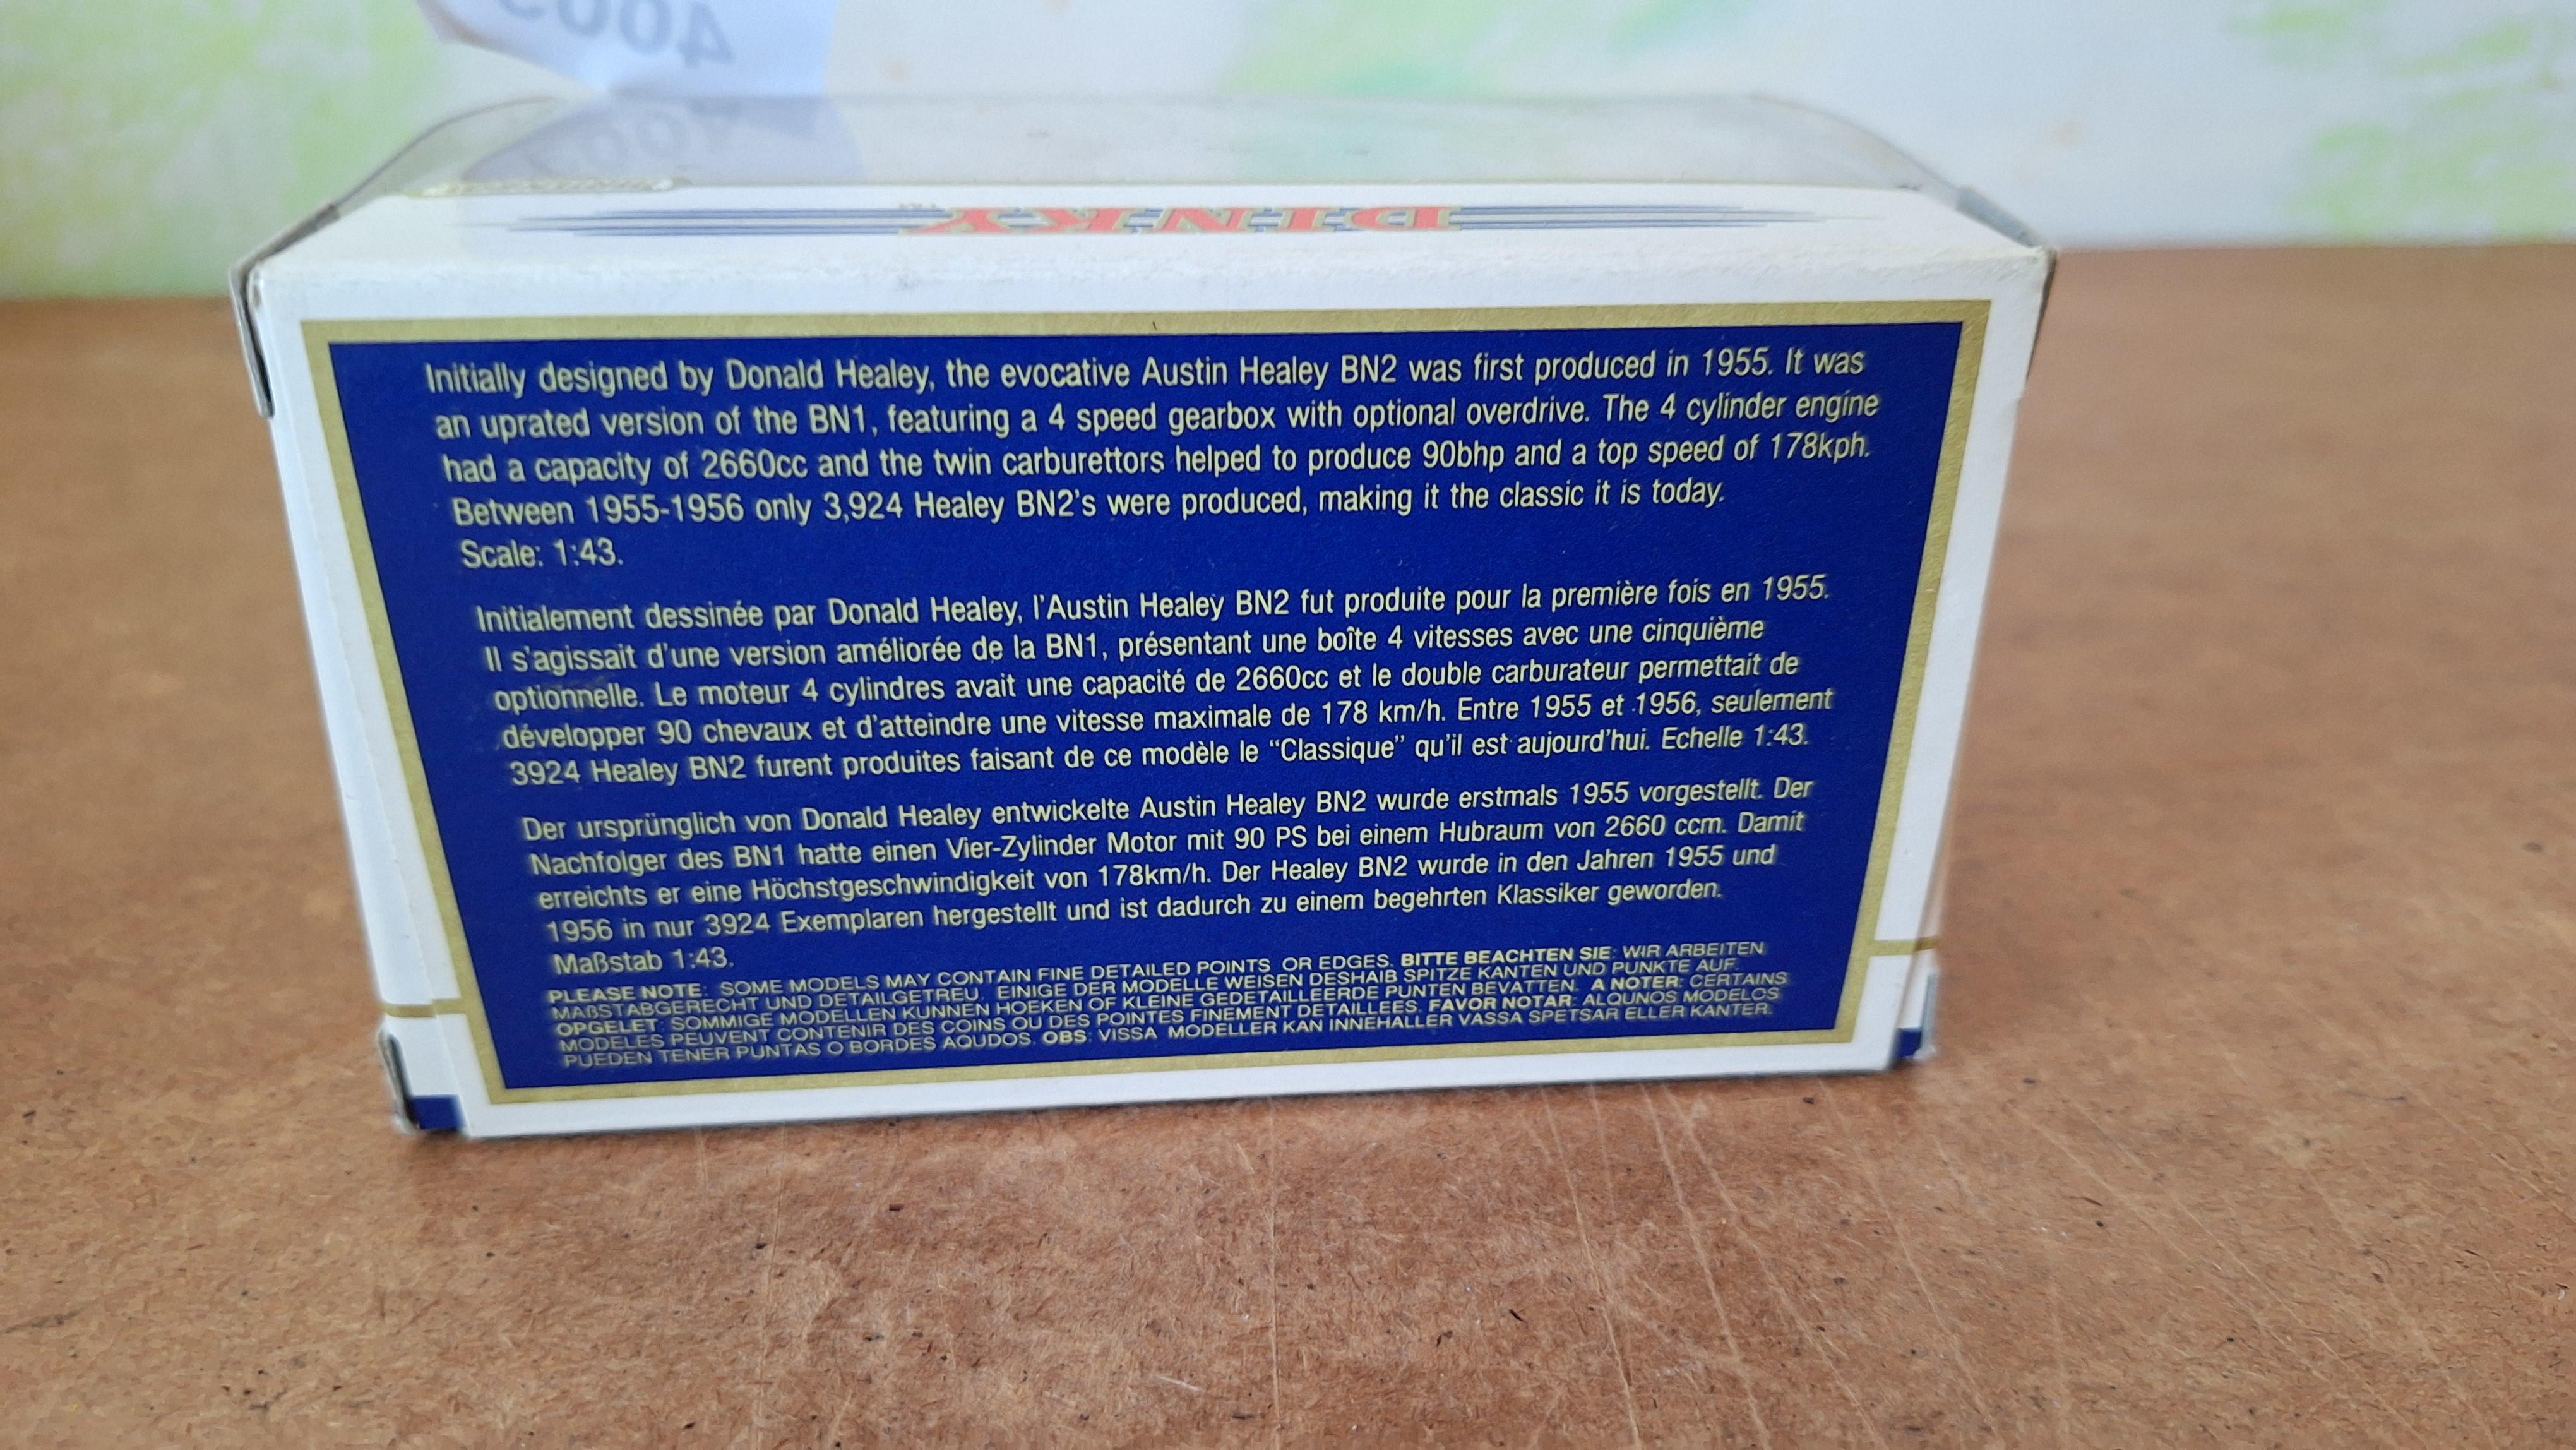 4003
4003
DINKY
Initially designed by Donald Healey, the evocative Austin Healey BN2 was first produced in 1955. It was
an uprated version of the BN1, featuring a 4 speed gearbox with optional overdrive. The 4 cylinder engine
had a capacity of 2660cc and the twin carburettors helped to produce 90bhp and a top speed of 178kph.
Between 1955-1956 only 3,924 Healey BN2's were produced, making it the classic it is today.
Scale: 1:43.
Initialement dessinée par Donald Healey, l'Austin Healey BN2 fut produite pour la première fois en 1955.
Il s'agissait d'une version améliorée de la BN1, présentant une boîte 4 vitesses avec une cinquième
optionnelle. Le moteur 4 cylindres avait une capacité de 2660cc et le double carburateur permettait de
développer 90 chevaux et d'atteindre une vitesse maximale de 178 km/h. Entre 1955 et 1956, seulement
3924 Healey BN2 furent produites faisant de ce modèle le "Classique" qu'il est aujourd'hui. Echelle 1:43.
Der ursprünglich von Donald Healey entwickelte Austin Healey BN2 wurde erstmals 1955 vorgestellt. Der
Nachfolger des BN1 hatte einen Vier-Zylinder Motor mit 90 PS bei einem Hubraum von 2660 ccm. Damit
erreichts er eine Höchstgeschwindigkeit von 178km/h. Der Healey BN2 wurde in den Jahren 1955 und
1956 in nur 3924 Exemplaren hergestellt und ist dadurch zu einem begehrten Klassiker geworden.
Maßstab 1:43.
PLEASE NOTE: SOME MODELS MAY CONTAIN FINE DETAILED POINTS OR EDGES. BITTE BEACHTEN SIE: WIR ARBEITEN
MAßSTABGERECHT UND DETAILGETREU, EINIGE DER MODELLE WEISEN DESHAIB SPITZE KANTEN UND PUNKTE AUF.
OPGELET: SOMMIGE MODELLEN KUNNEN HOEKEN OF KLEINE GEDETAILLEERDE PUNTEN BEVATTEN. A NOTER: CERTAINS
MODELES PEUVENT CONTENIR DES COINS OU DES POINTES FINEMENT DETAILLEES. FAVOR NOTAR: ALQUNOS MODELOS
PUEDEN TENER PUNTAS O BORDES AQUDOS. OBS: VISSA MODELLER KAN INNEHALLER VASSA SPETSAR ELLER KANTER.